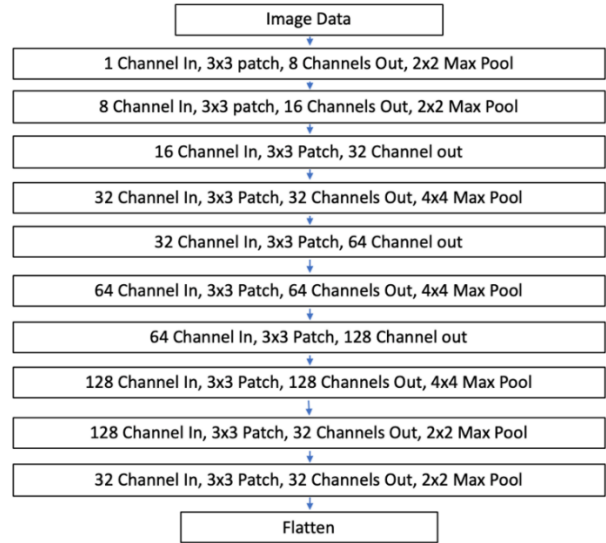 Image Data
1 Channel In, 3x3 patch, 8 Channels Out, 2x2 Max Pool
8 Channel In, 3x3 patch, 16 Channels Out, 2x2 Max Pool
16 Channel In, 3x3 Patch, 32 Channel out
32 Channel In, 3x3 Patch, 32 Channels Out, 4x4 Max Pool
32 Channel In, 3x3 Patch, 64 Channel out
64 Channel In, 3x3 Patch, 64 Channels Out, 4x4 Max Pool
64 Channel In, 3x3 Patch, 128 Channel out
128 Channel In, 3x3 Patch, 128 Channels Out, 4x4 Max Pool
128 Channel In, 3x3 Patch, 32 Channels Out, 2x2 Max Pool
32 Channel In, 3x3 Patch, 32 Channels Out, 2x2 Max Pool
Flatten